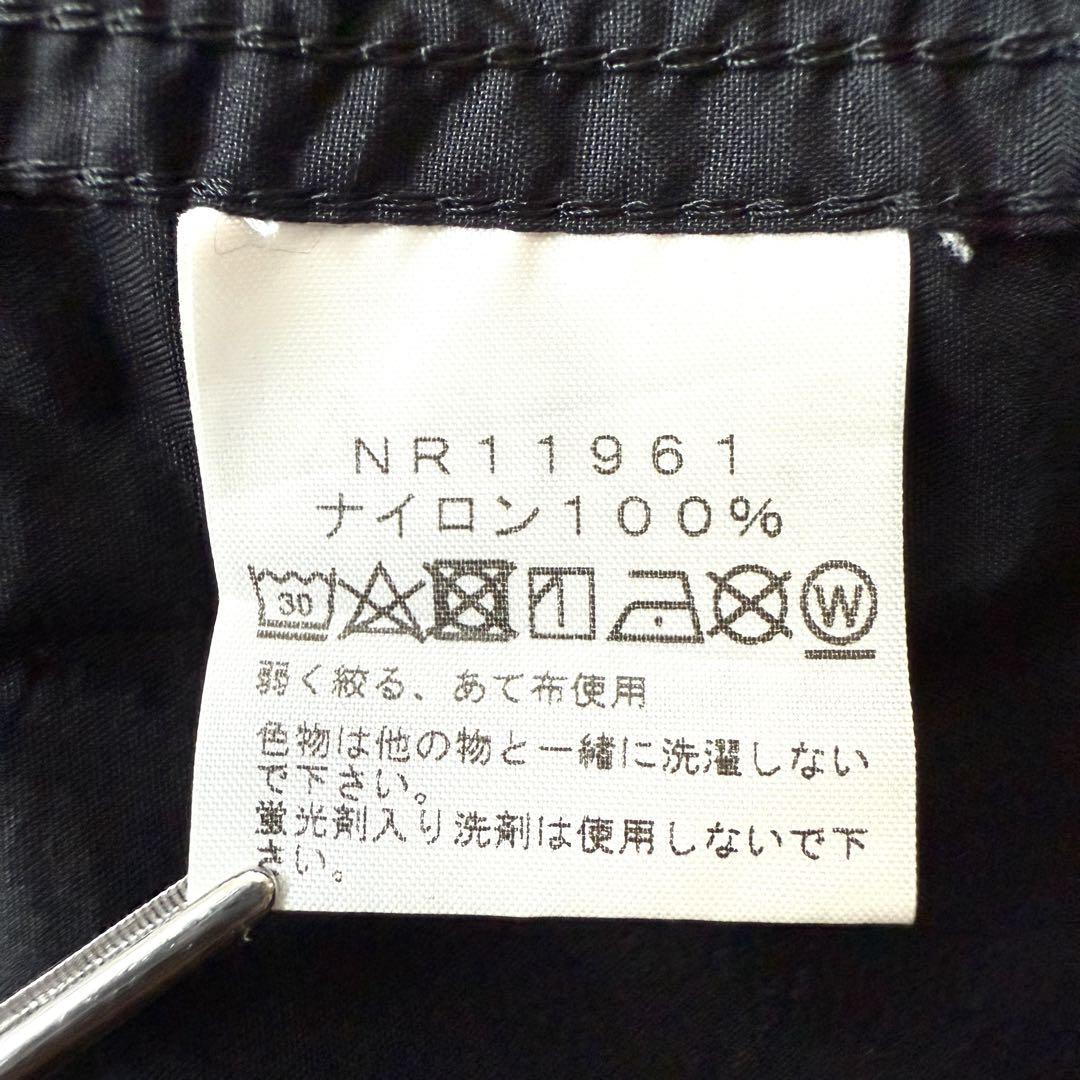 NR11961
ナイロン100%
30 W
弱く絞る、あて布使用
色物は他の物と一緒に洗濯しない
で下さい。
蛍光剤入り洗剤は使用しないで下
さい。